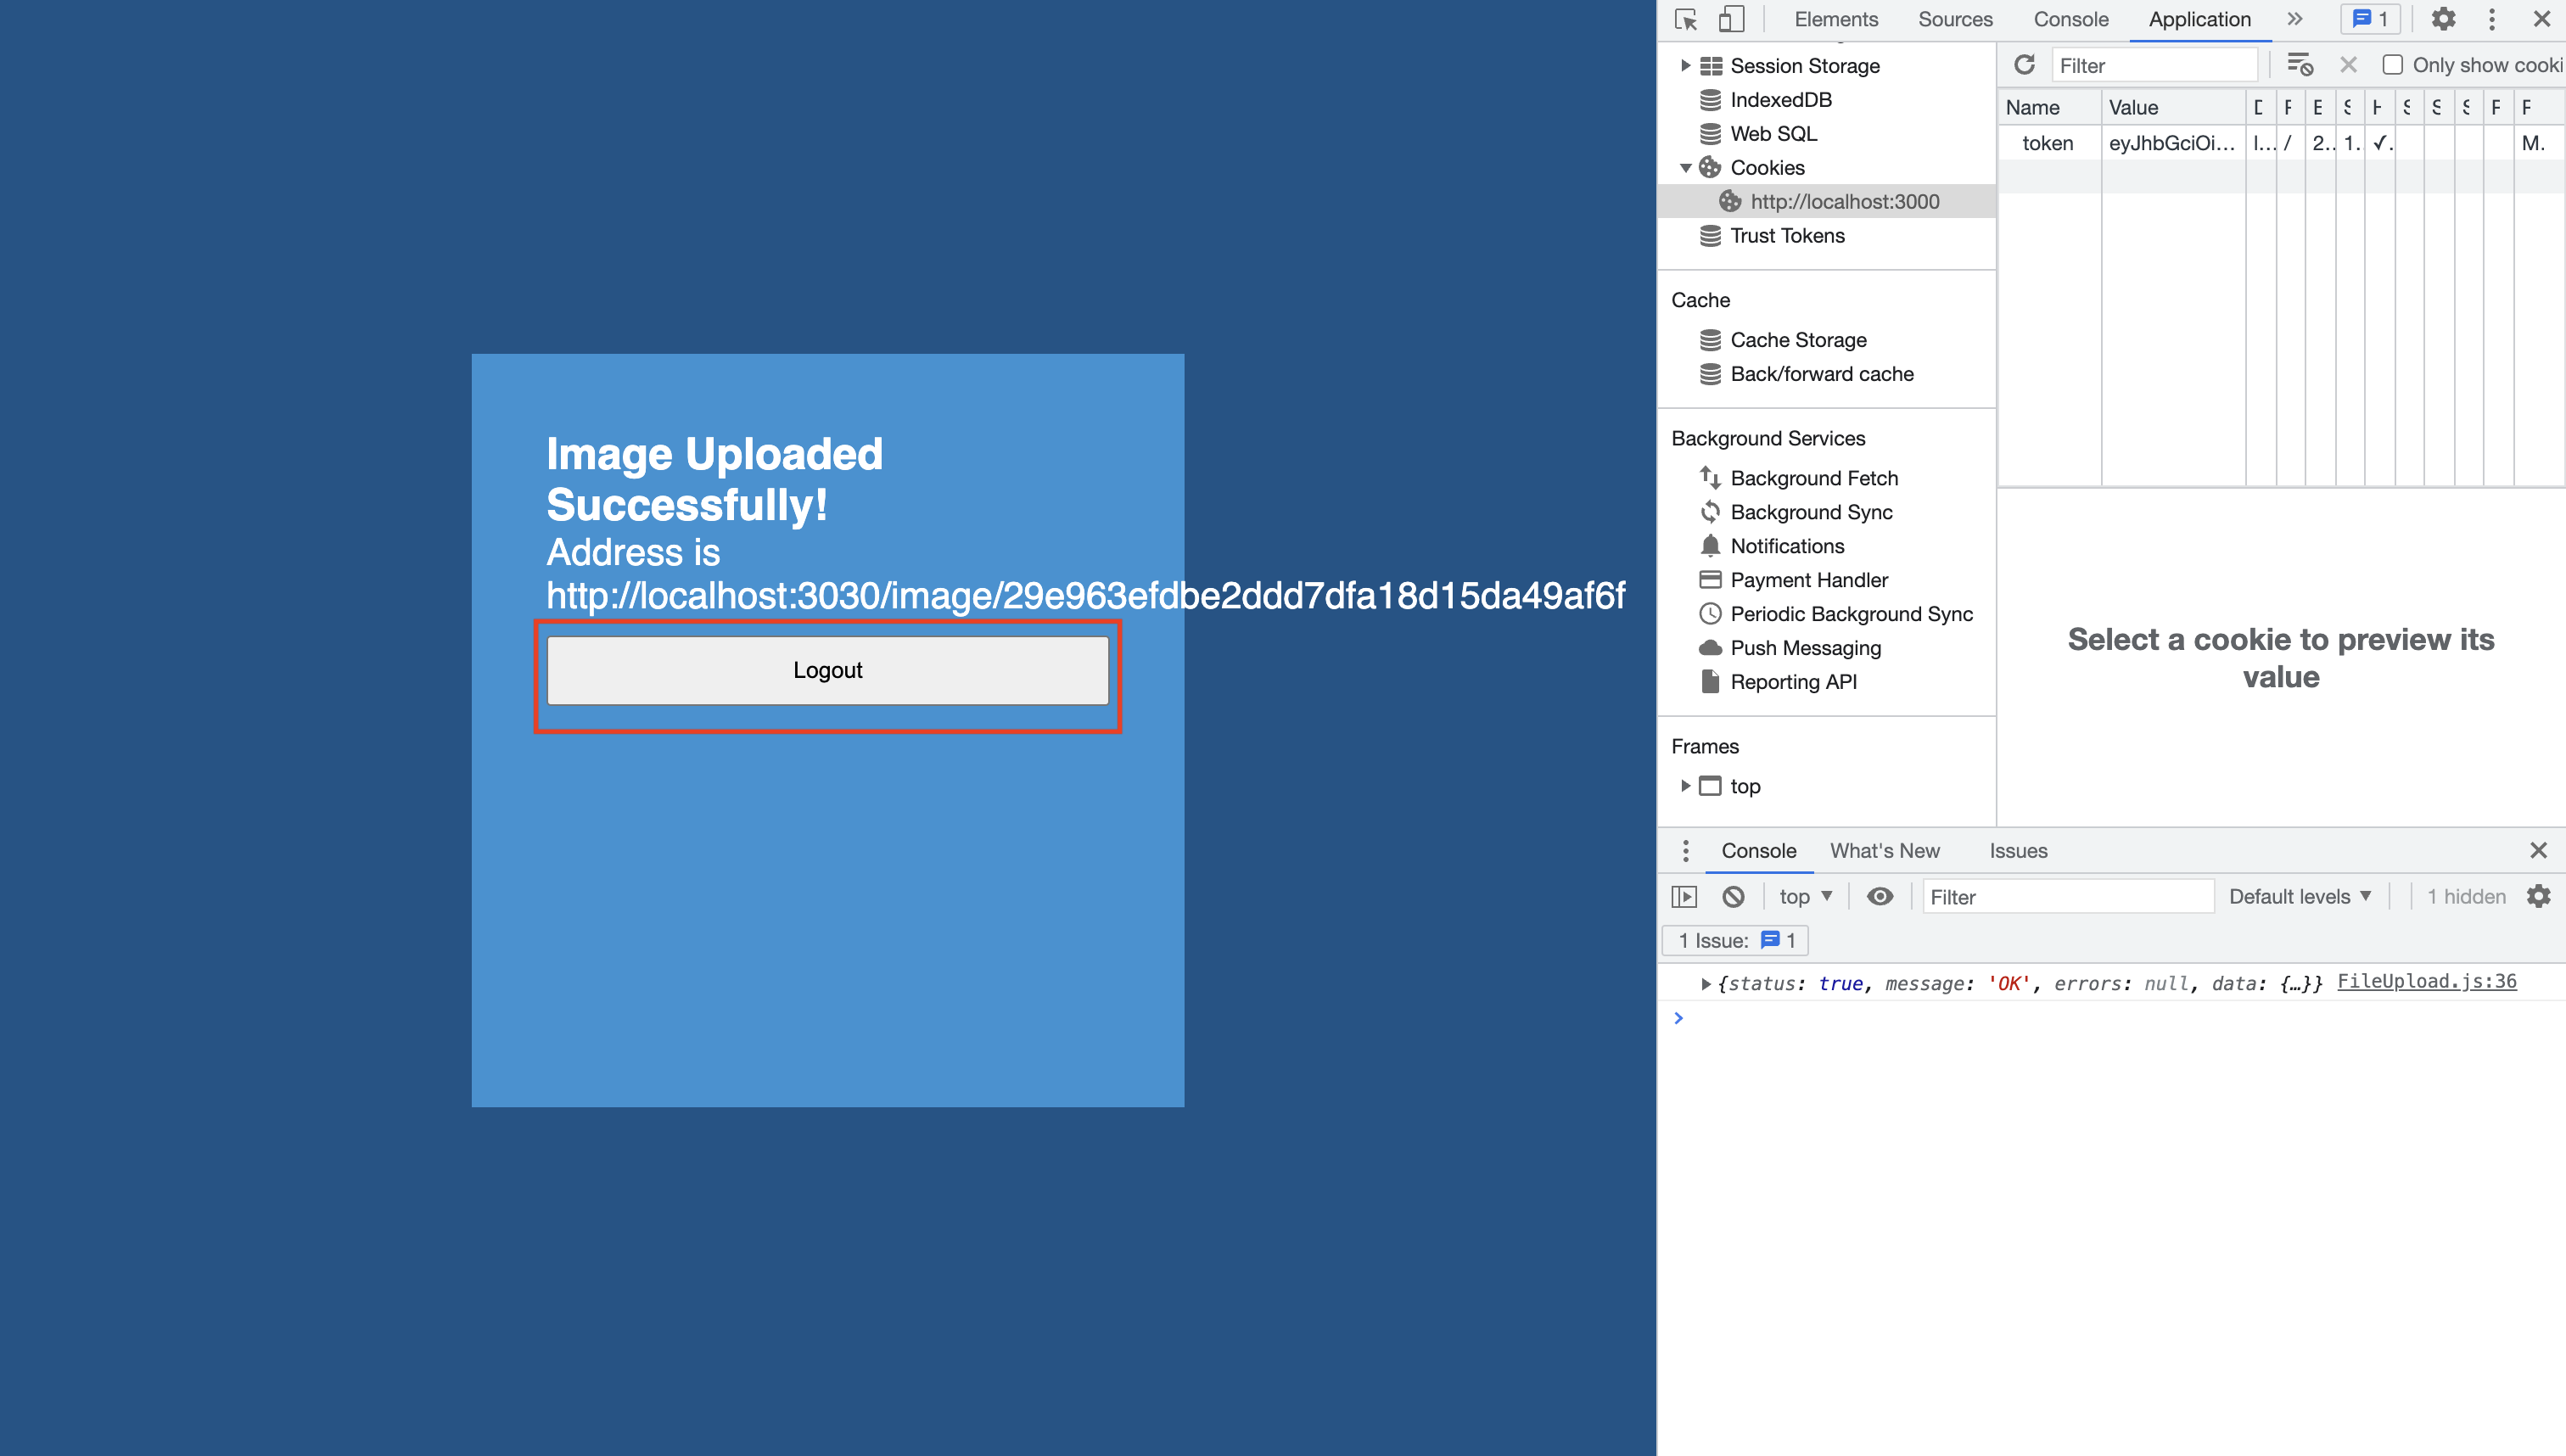 Image Uploaded
Successfully!
Address is
http://localhost:3030/image/29e963efdbe2ddd7dfa18d15da49af6f
Logout
Elements Sources Console Application 1
Session Storage
IndexedDB
Web SQL
Cookies
http://localhost:3000
Trust Tokens
Cache
Cache Storage
Back/forward cache
Background Services
Background Fetch
Background Sync
Notifications
Payment Handler
Periodic Background Sync
Push Messaging
Reporting API
Frames
top
Filter Only show cooki
Name Value
token eyJhbGciOi... l... / 2.. 1. ✓. M.
Select a cookie to preview its
value
Console What's New Issues
top Filter Default levels 1 hidden
1 Issue: 1
{status: true, message: 'OK', errors: null, data: {…}} FileUpload.js:36